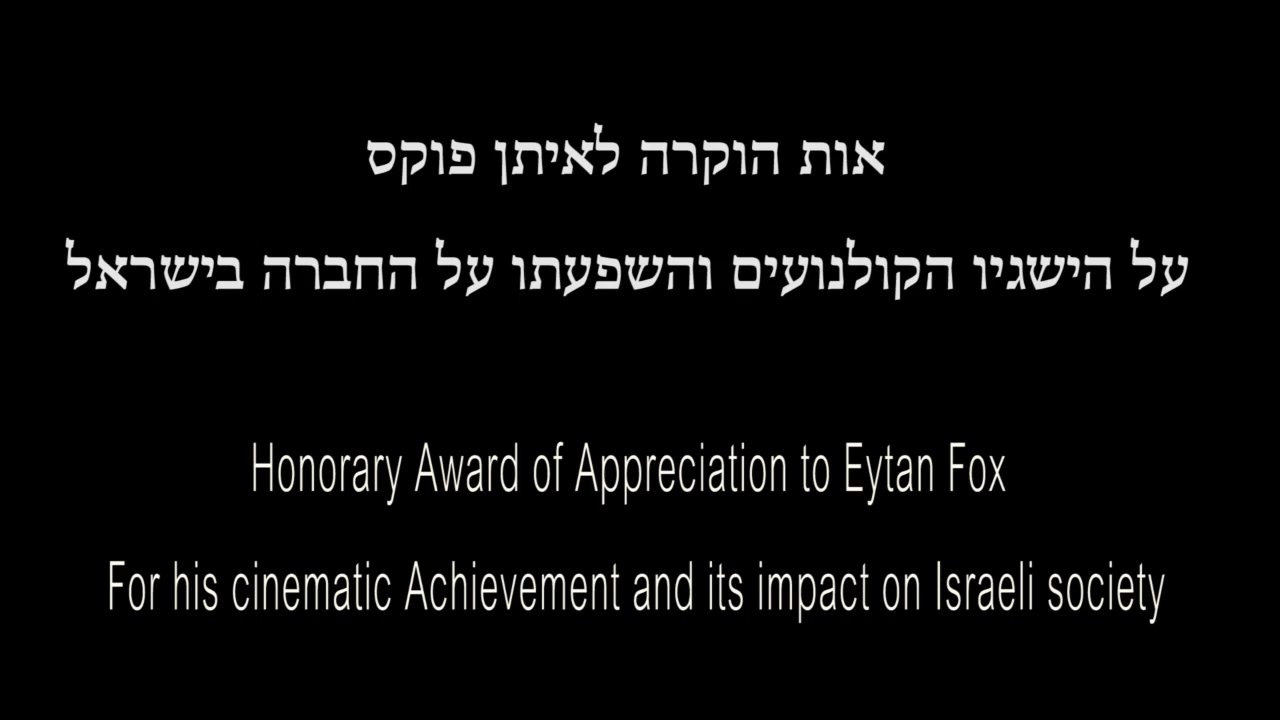 אות הוקרה לאיתן פוקס
על הישגיו הקולנועים והשפעתו על החברה בישראל
Honorary Award of Appreciation to Eytan Fox
For his cinematic Achievement and its impact on Israeli society